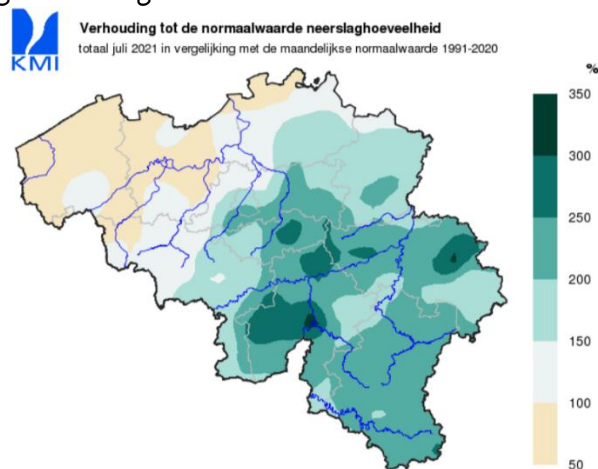 Verhouding tot de normaalwaarde neerslaghoeveelheid
totaal juli 2021 in vergelijking met de maandelijkse normaalwaarde 1991-2020
KMI
%
350
300
250
200
150
100
50